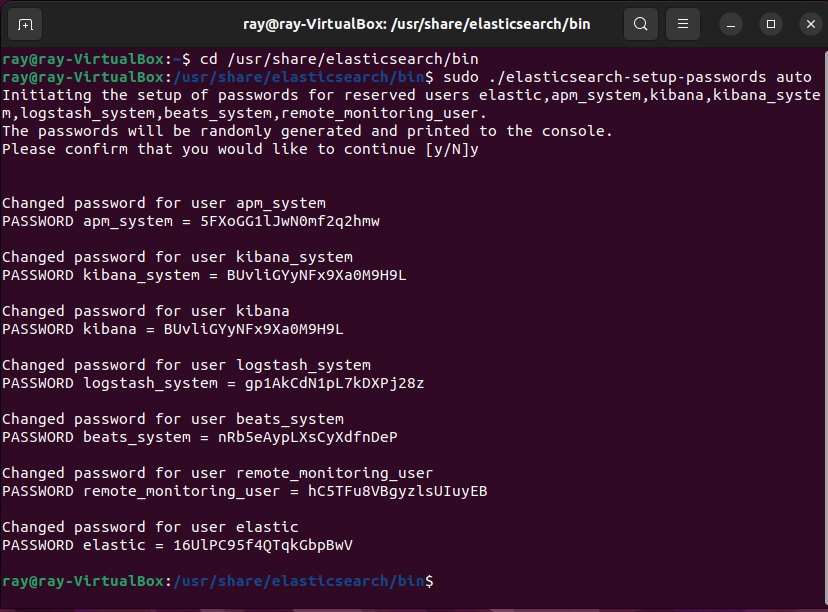 ray@ray-VirtualBox: /usr/share/elasticsearch/bin
ray@ray-VirtualBox:~$ cd /usr/share/elasticsearch/bin
ray@ray-VirtualBox:/usr/share/elasticsearch/bin$ sudo ./elasticsearch-setup-passwords auto
Initiating the setup of passwords for reserved users elastic,apm_system,kibana,kibana_syste
m,logstash_system,beats_system,remote_monitoring_user.
The passwords will be randomly generated and printed to the console.
Please confirm that you would like to continue [y/N]y
Changed password for user apm_system
PASSWORD apm_system = 5FXoGG1lJwN0mf2q2hmw
Changed password for user kibana_system
PASSWORD kibana_system = BUvliGYyNFx9Xa0M9H9L
Changed password for user kibana
PASSWORD kibana = BUvliGYyNFx9Xa0M9H9L
Changed password for user logstash_system
PASSWORD logstash_system = gp1AkCdN1pL7kDXPj28z
Changed password for user beats_system
PASSWORD beats_system = nRb5eAypLXsCyXdfnDeP
Changed password for user remote_monitoring_user
PASSWORD remote_monitoring_user = hC5TFu8VBgyzlsUIuyEB
Changed password for user elastic
PASSWORD elastic = 16UlPC95f4QTqkGbpBwV
ray@ray-VirtualBox:/usr/share/elasticsearch/bin$